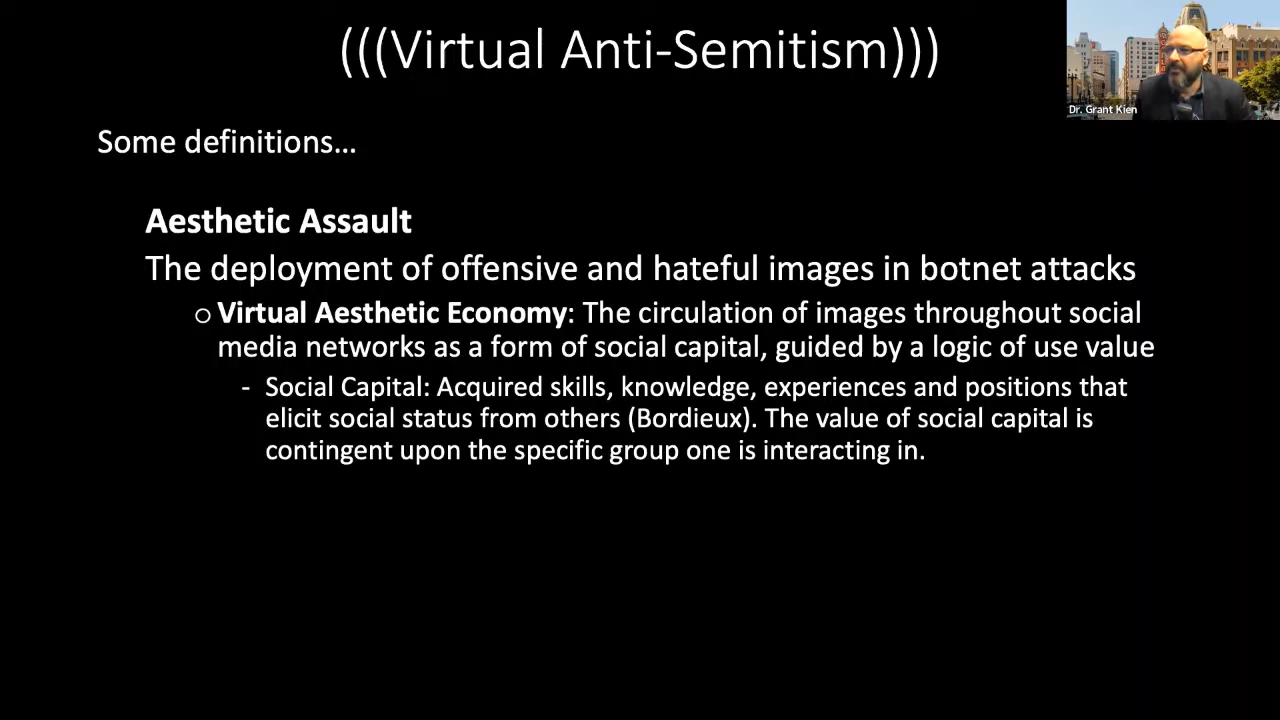 (((Virtual Anti-Semitism)))
Dr. Grant Kien
Some definitions...
Aesthetic Assault
The deployment of offensive and hateful images in botnet attacks
o Virtual Aesthetic Economy: The circulation of images throughout social
media networks as a form of social capital, guided by a logic of use value
- Social Capital: Acquired skills, knowledge, experiences and positions that
elicit social status from others (Bordieux). The value of social capital is
contingent upon the specific group one is interacting in.